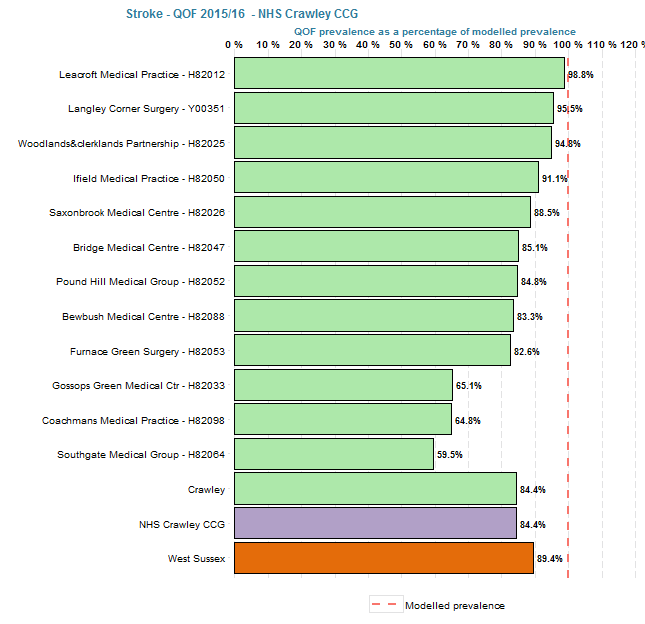 Stroke - QOF 2015/16 - NHS Crawley CCG
QOF prevalence as a percentage of modelled prevalence
0 % 10 % 20 % 30 % 40 % 50 % 60 % 70 % 80 % 90 % 100 % 110 % 120 %
Leacroft Medical Practice - H82012 98.8%
Langley Corner Surgery - Y00351 95.5%
Woodlands&clerklands Partnership - H82025 94.8%
Ifield Medical Practice - H82050 91.1%
Saxonbrook Medical Centre - H82026 88.5%
Bridge Medical Centre - H82047 85.1%
Pound Hill Medical Group - H82052 84.8%
Bewbush Medical Centre - H82088 83.3%
Furnace Green Surgery - H82053 82.6%
Gossops Green Medical Ctr - H82033 65.1%
Coachmans Medical Practice - H82098 64.8%
Southgate Medical Group - H82064 59.5%
Crawley 84.4%
NHS Crawley CCG 84.4%
West Sussex 89.4%
Modelled prevalence